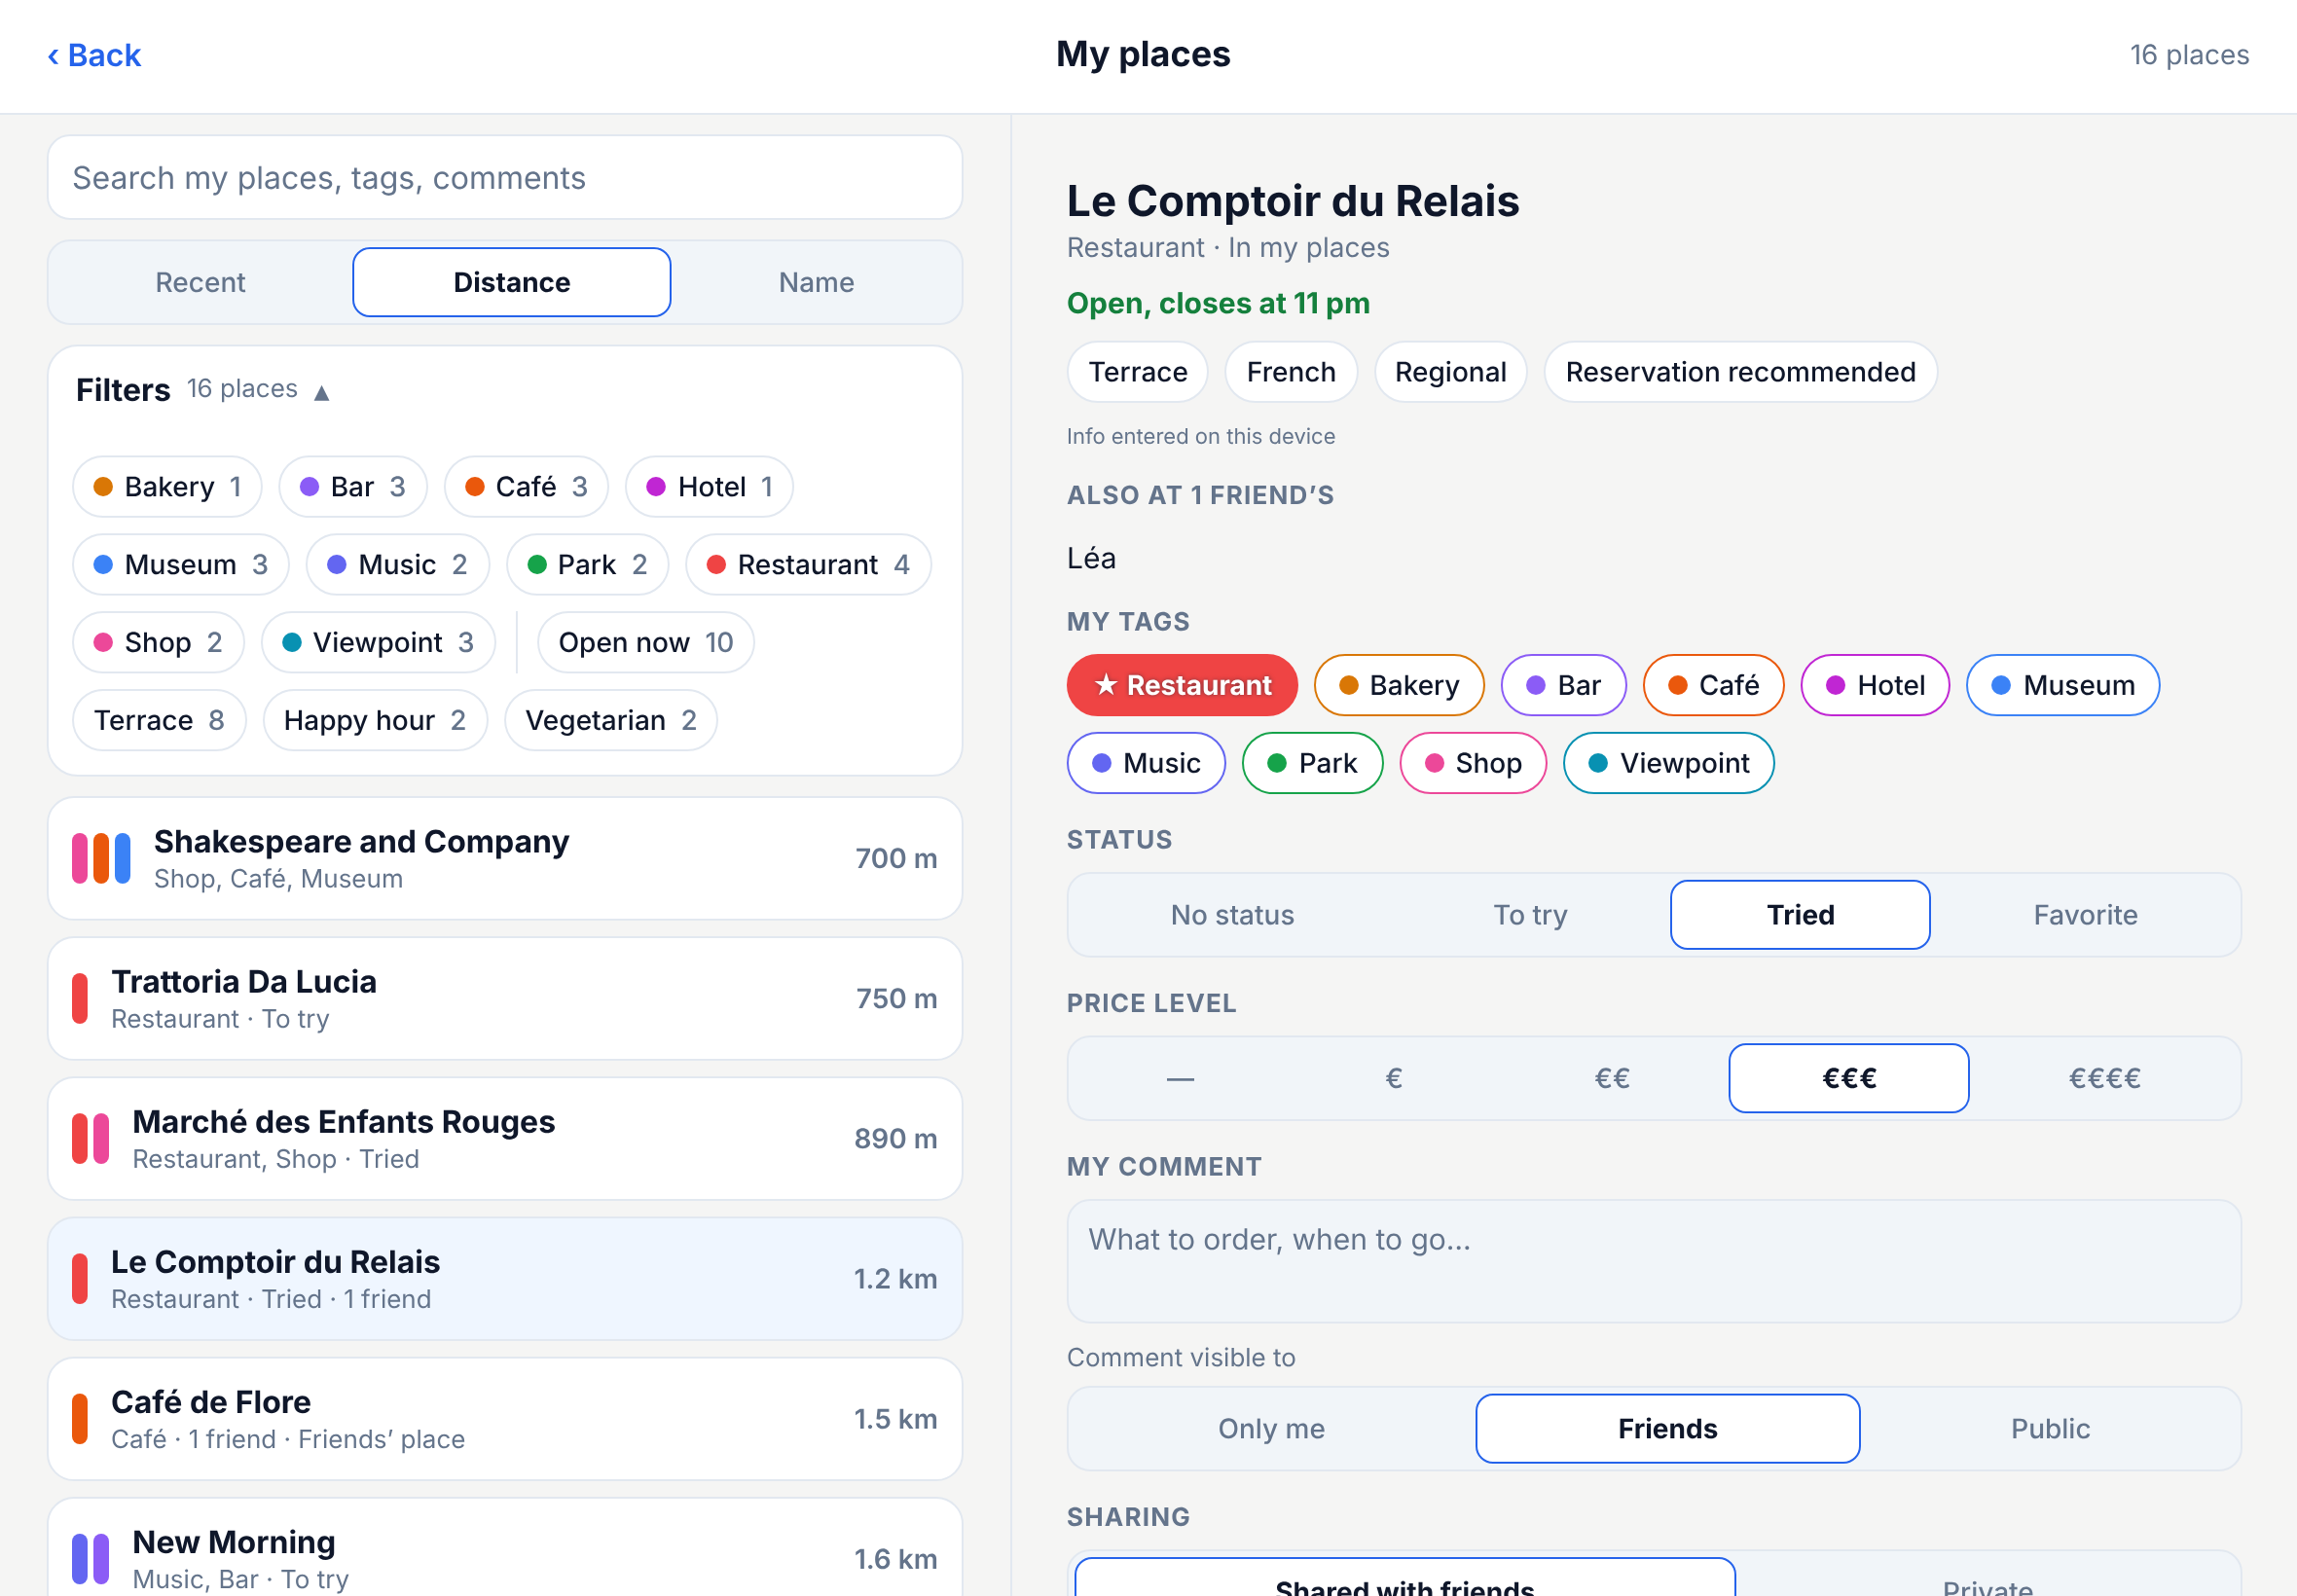 ‹ Back
My places
16 places
Search my places, tags, comments
Recent Distance Name
Filters 16 places ▲
Bakery 1 Bar 3 Café 3 Hotel 1
Museum 3 Music 2 Park 2 Restaurant 4
Shop 2 Viewpoint 3 Open now 10
Terrace 8 Happy hour 2 Vegetarian 2
Shakespeare and Company
Shop, Café, Museum
700 m
Trattoria Da Lucia
Restaurant · To try
750 m
Marché des Enfants Rouges
Restaurant, Shop · Tried
890 m
Le Comptoir du Relais
Restaurant · Tried · 1 friend
1.2 km
Café de Flore
Café · 1 friend · Friends’ place
1.5 km
New Morning
Music, Bar · To try
1.6 km
Le Comptoir du Relais
Restaurant · In my places
Open, closes at 11 pm
Terrace French Regional Reservation recommended
Info entered on this device
ALSO AT 1 FRIEND’S
Léa
MY TAGS
★ Restaurant Bakery Bar Café Hotel Museum
Music Park Shop Viewpoint
STATUS
No status To try Tried Favorite
PRICE LEVEL
— € €€ €€€ €€€€
MY COMMENT
What to order, when to go...
Comment visible to
Only me Friends Public
SHARING
Shared with friends Private